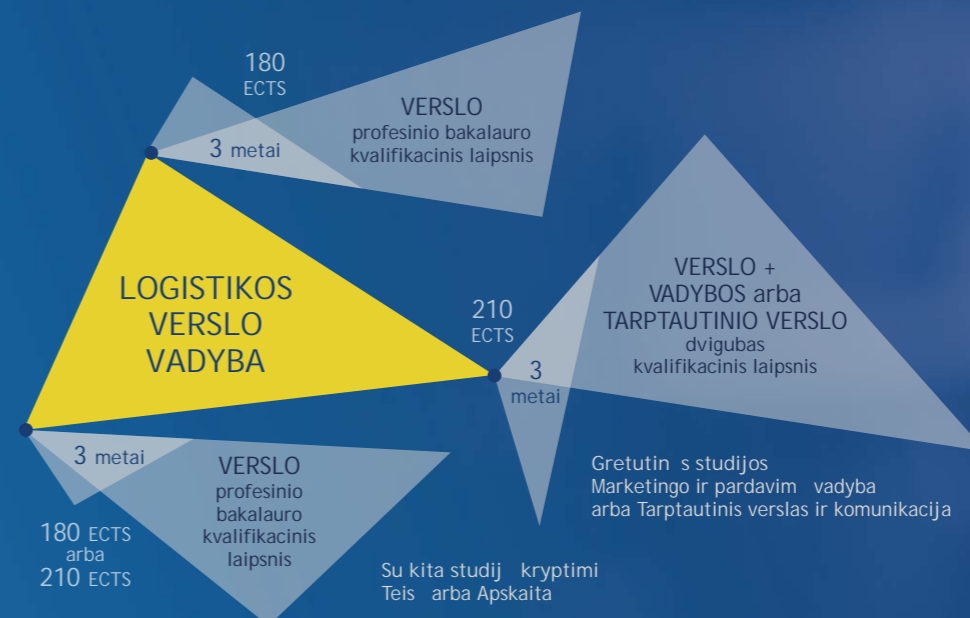 180
ECTS
3 metai
VERSLO
profesinio bakalauro
kvalifikacinis laipsnis
LOGISTIKOS
VERSLO
VADYBA
210
ECTS
3
metai
VERSLO +
VADYBOS arba
TARPTAUTINIO VERSLO
dvigubas
kvalifikacinis laipsnis
Gretutin s studijos
Marketingo ir pardavim vadyba
arba Tarptautinis verslas ir komunikacija
3 metai
VERSLO
profesinio
bakalauro
kvalifikacinis
laipsnis
180 ECTS
arba
210 ECTS
Su kita studij kryptimi
Teis arba Apskaita